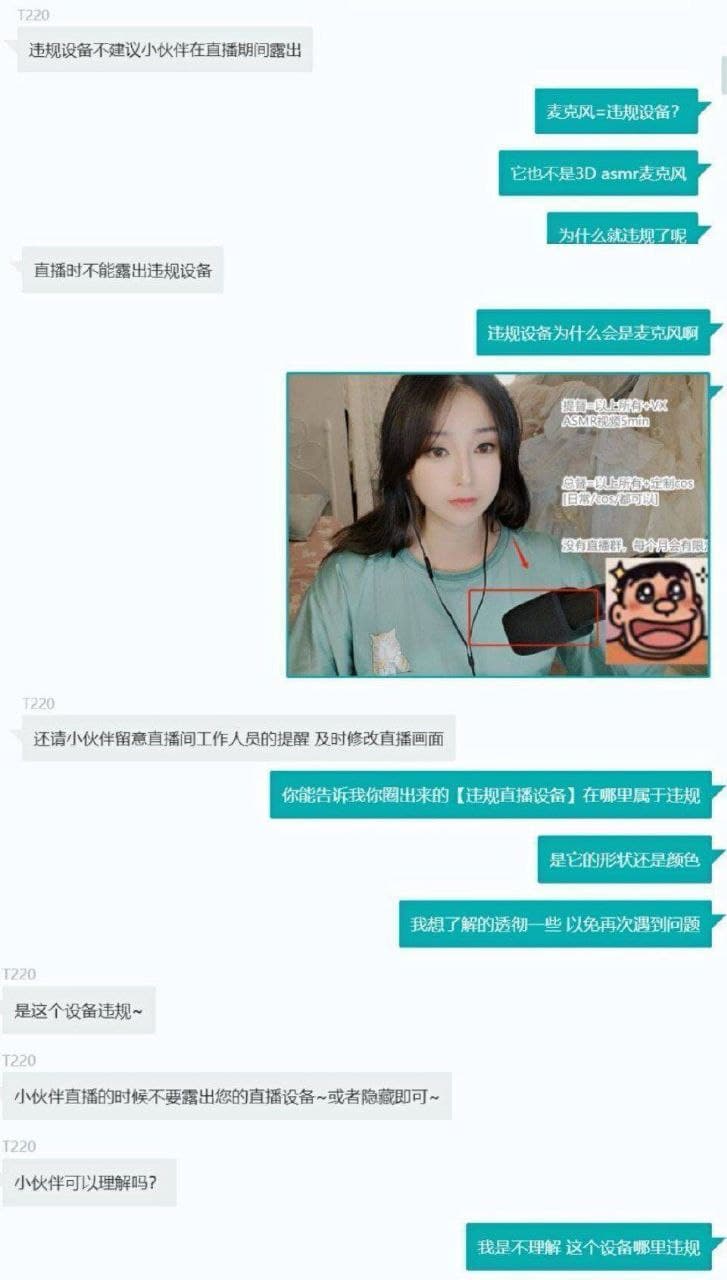 T220
违规设备不建议小伙伴在直播期间露出
麦克风=违规设备?
它也不是3D asmr麦克风
为什么就违规了呢
直播时不能露出违规设备
违规设备为什么会是麦克风啊
提督=以上所有+VX
ASMR视频5min
总督=以上所有+定制cos
[日常/cos/都可以]
没有直播群,每个月会有限
T220
还请小伙伴留意直播间工作人员的提醒 及时修改直播画面
你能告诉我你圈出来的【违规直播设备】在哪里属于违规
是它的形状还是颜色
我想了解的透彻一些 以免再次遇到问题
T220
是这个设备违规~
T220
小伙伴直播的时候不要露出您的直播设备~或者隐藏即可~
T220
小伙伴可以理解吗?
我是不理解 这个设备哪里违规